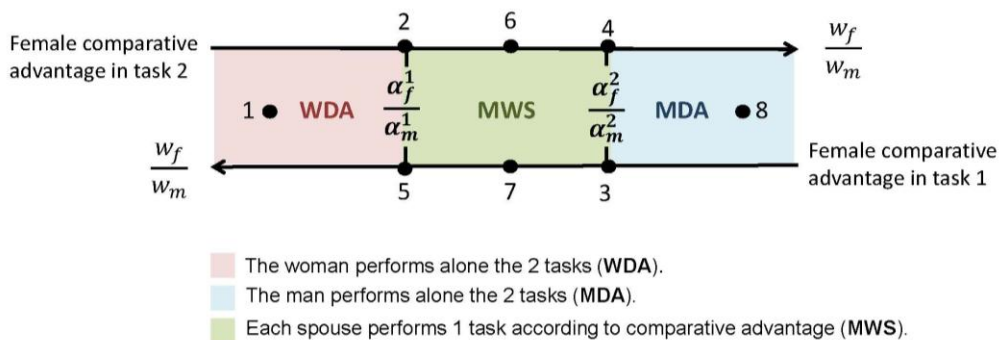 2 6 4
Female comparative
advantage in task 2
w_f / w_m
1 WDA α_f^1 / α_m^1 MWS α_f^2 / α_m^2 MDA 8
w_f / w_m
Female comparative
advantage in task 1
5 7 3
The woman performs alone the 2 tasks (WDA).
The man performs alone the 2 tasks (MDA).
Each spouse performs 1 task according to comparative advantage (MWS).